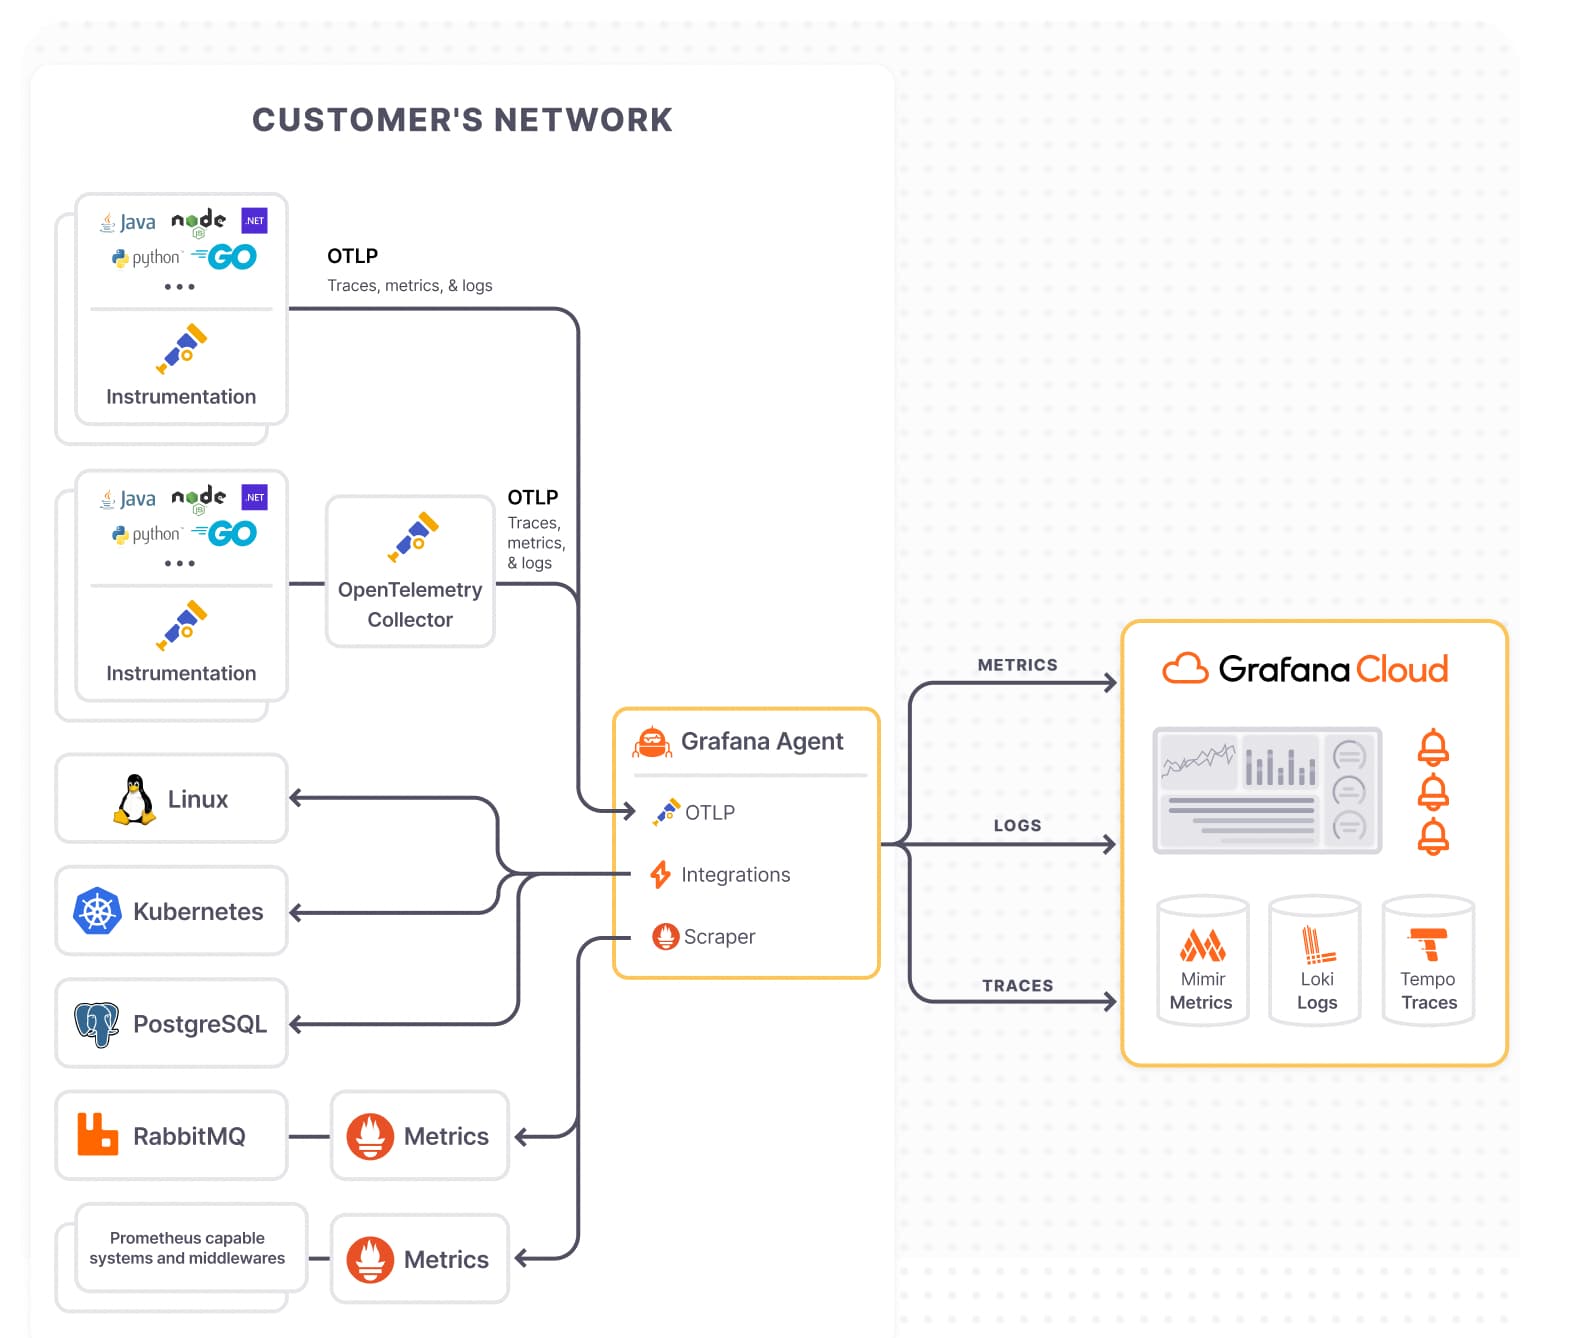 CUSTOMER'S NETWORK
Java node .NET
JS
python GO
...
Instrumentation
OTLP
Traces, metrics, & logs
Java node .NET
JS
python GO
...
Instrumentation
OpenTelemetry
Collector
OTLP
Traces,
metrics,
& logs
Linux
Kubernetes
PostgreSQL
RabbitMQ
Metrics
Prometheus capable
systems and middlewares
Metrics
Grafana Agent
OTLP
Integrations
Scraper
METRICS
LOGS
TRACES
Grafana Cloud
Mimir
Metrics
Loki
Logs
Tempo
Traces